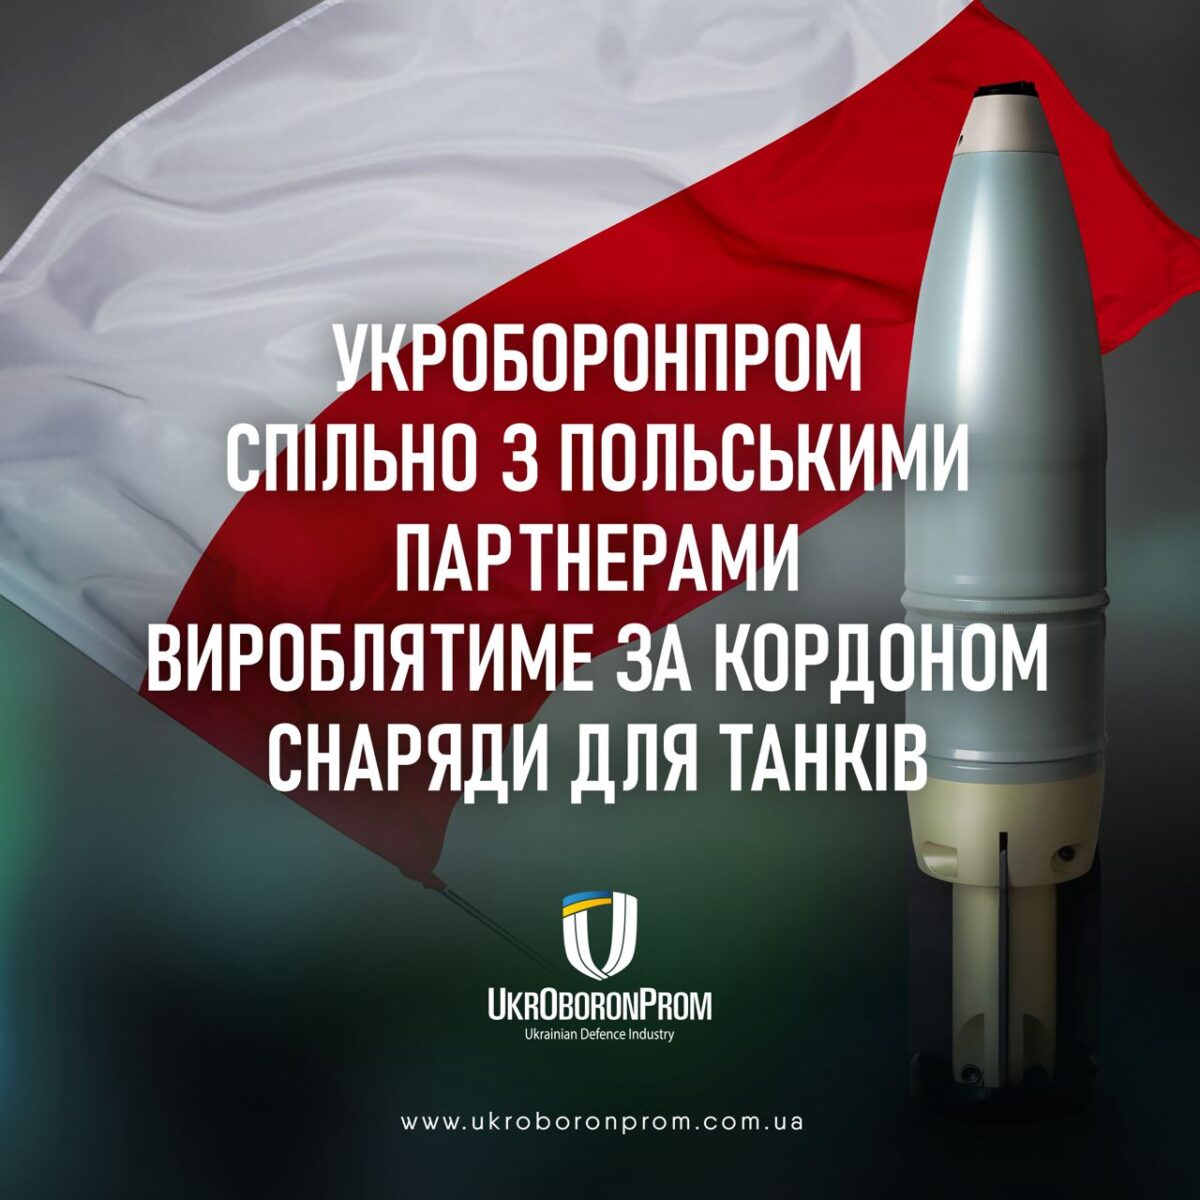 УКРОБОРОНПРОМ
СПІЛЬНО З ПОЛЬСЬКИМИ
ПАРТНЕРАМИ
ВИРОБЛЯТИМЕ ЗА КОРДОНОМ
СНАРЯДИ ДЛЯ ТАНКІВ
UKROBORONPROM
Ukrainian Defence Industry
www.ukroboronprom.com.ua